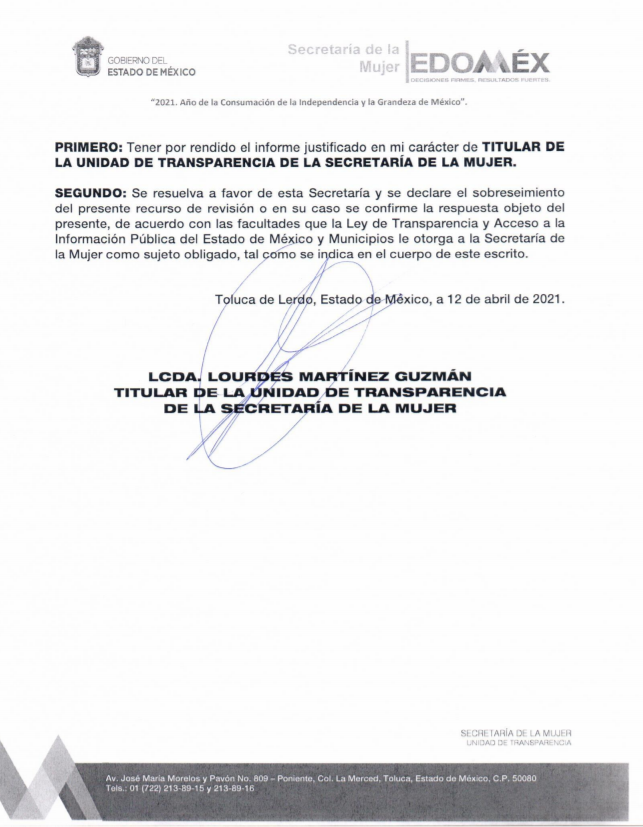 GOBIERNO DEL
ESTADO DE MÉXICO
Secretaría de la
Mujer
EDOMÉX
DECISIONES FIRMES, RESULTADOS FUERTES.
"2021. Año de la Consumación de la Independencia y la Grandeza de México".
PRIMERO: Tener por rendido el informe justificado en mi carácter de TITULAR DE
LA UNIDAD DE TRANSPARENCIA DE LA SECRETARÍA DE LA MUJER.
SEGUNDO: Se resuelva a favor de esta Secretaría y se declare el sobreseimiento
del presente recurso de revisión o en su caso se confirme la respuesta objeto del
presente, de acuerdo con las facultades que la Ley de Transparencia y Acceso a la
Información Pública del Estado de México y Municipios le otorga a la Secretaría de
la Mujer como sujeto obligado, tal como se indica en el cuerpo de este escrito.
Toluca de Lerdo, Estado de México, a 12 de abril de 2021.
LCDA. LOURDES MARTÍNEZ GUZMÁN
TITULAR DE LA UNIDAD DE TRANSPARENCIA
DE LA SECRETARÍA DE LA MUJER
SECRETARÍA DE LA MUJER
UNIDAD DE TRANSPARENCIA
Av. José María Morelos y Pavón No. 809 – Poniente, Col. La Merced, Toluca, Estado de México, C.P. 50080
Tels.: 01 (722) 213-89-15 y 213-89-16